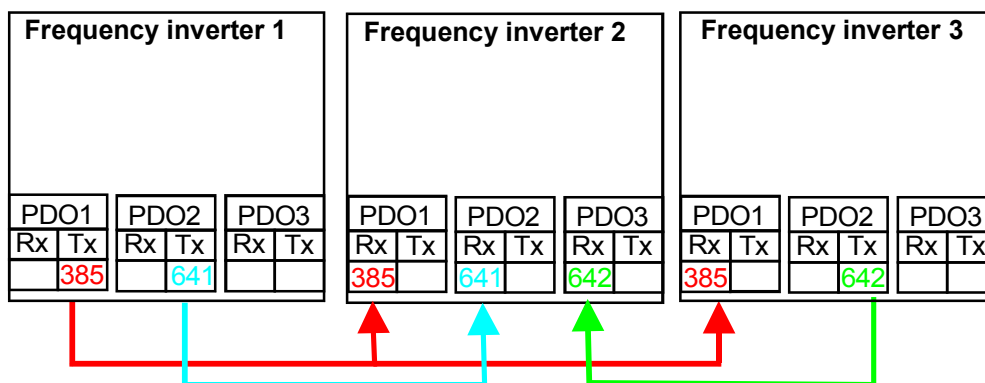 Frequency inverter 1 Frequency inverter 2 Frequency inverter 3
PDO1 PDO2 PDO3 PDO1 PDO2 PDO3 PDO1 PDO2 PDO3
Rx Tx Rx Tx Rx Tx Rx Tx Rx Tx Rx Tx Rx Tx Rx Tx Rx Tx
385 641 385 641 642 385 642